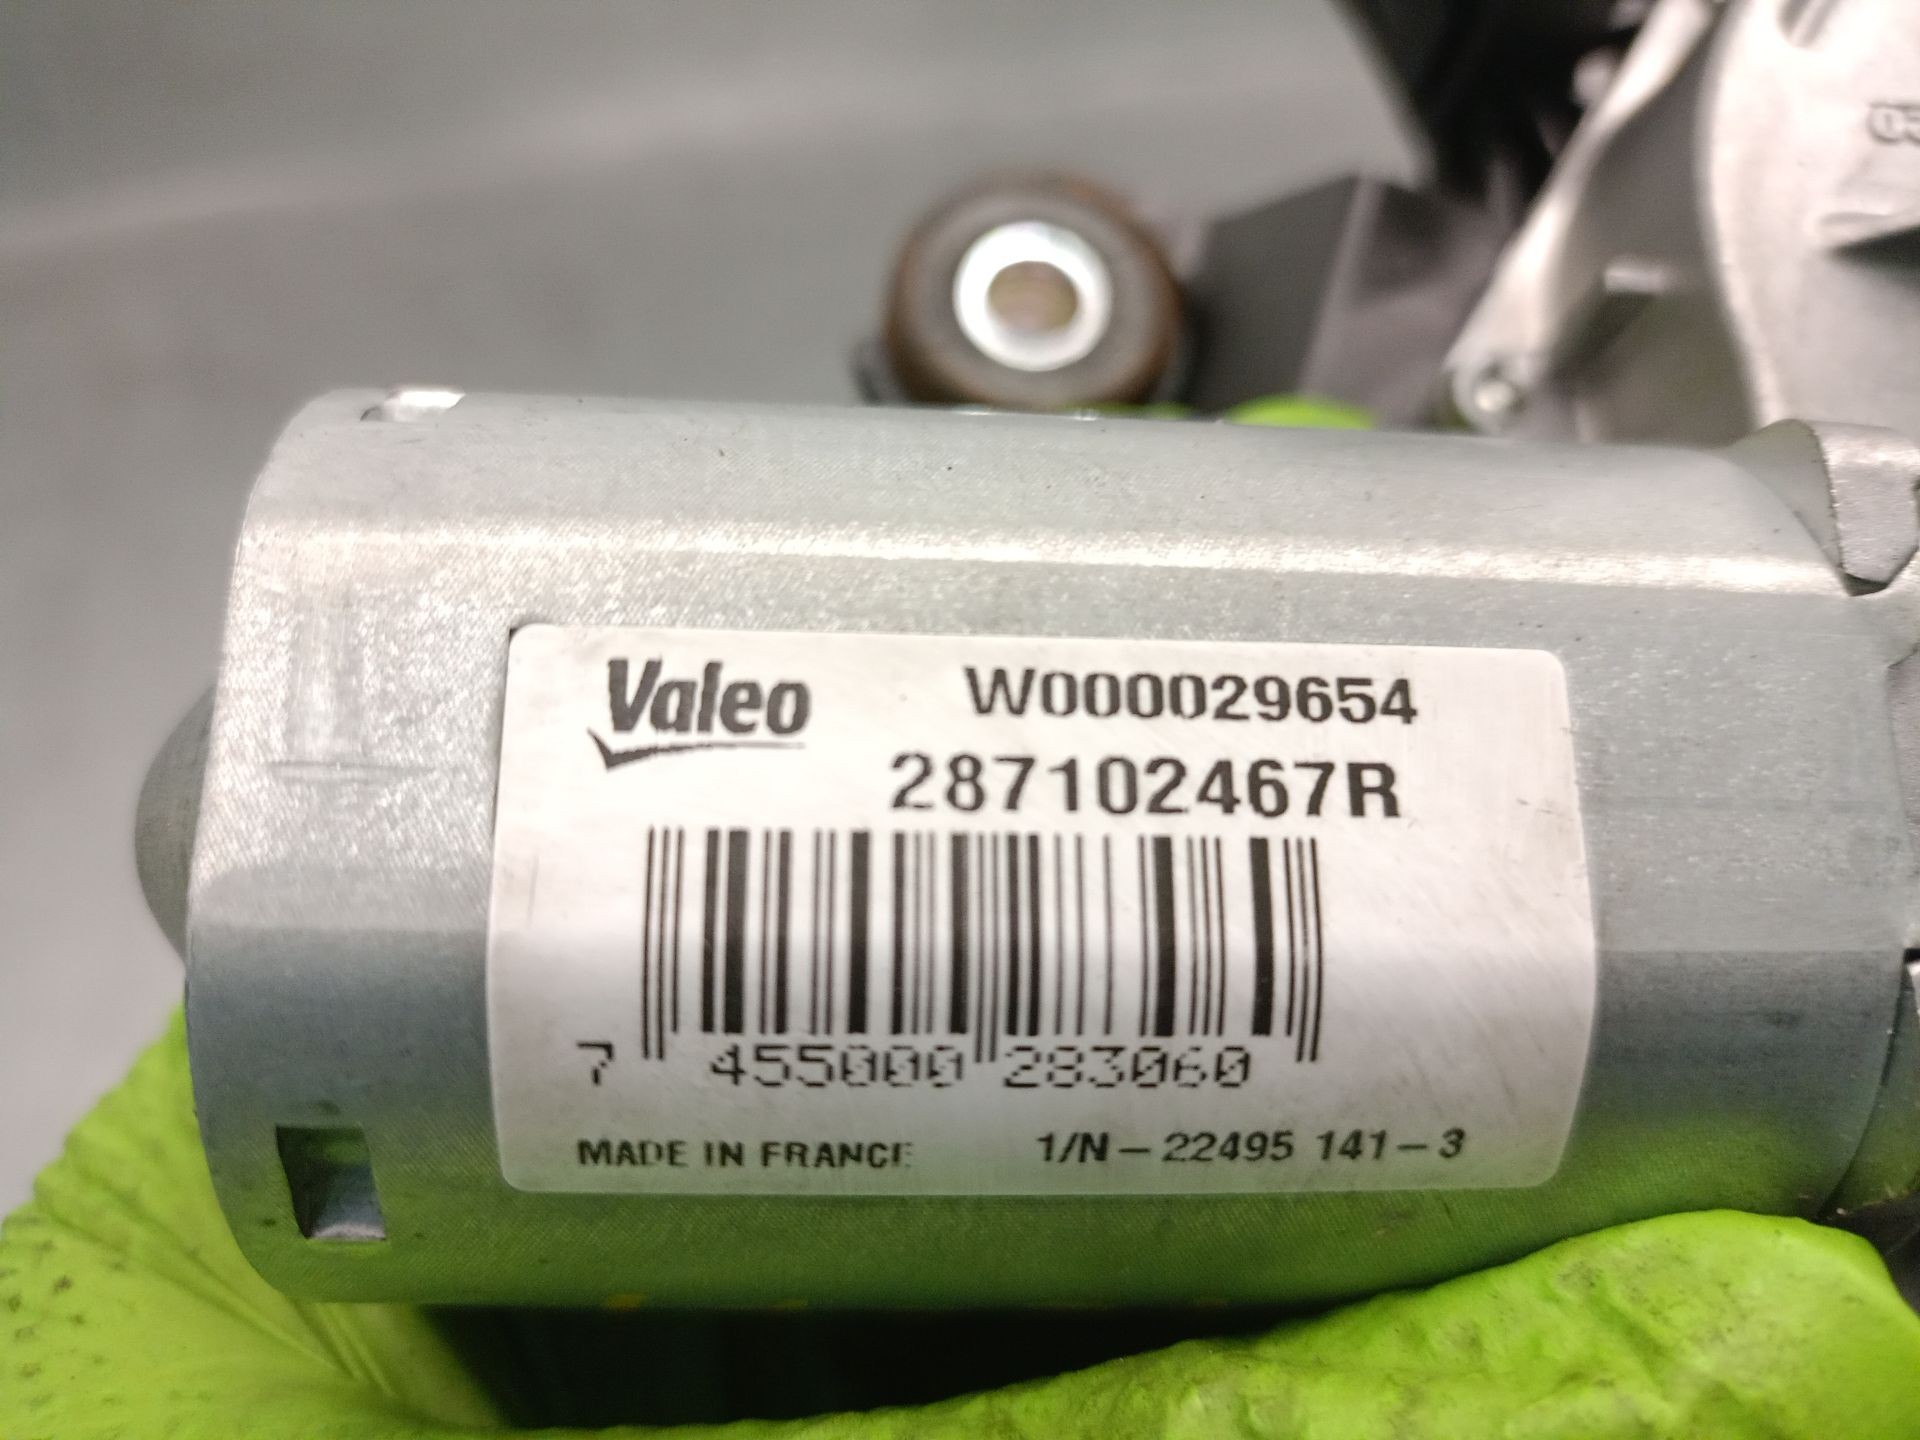 Valeo W000029654
287102467R
7 455000 283060
MADE IN FRANCE 1/N-22495 141-3